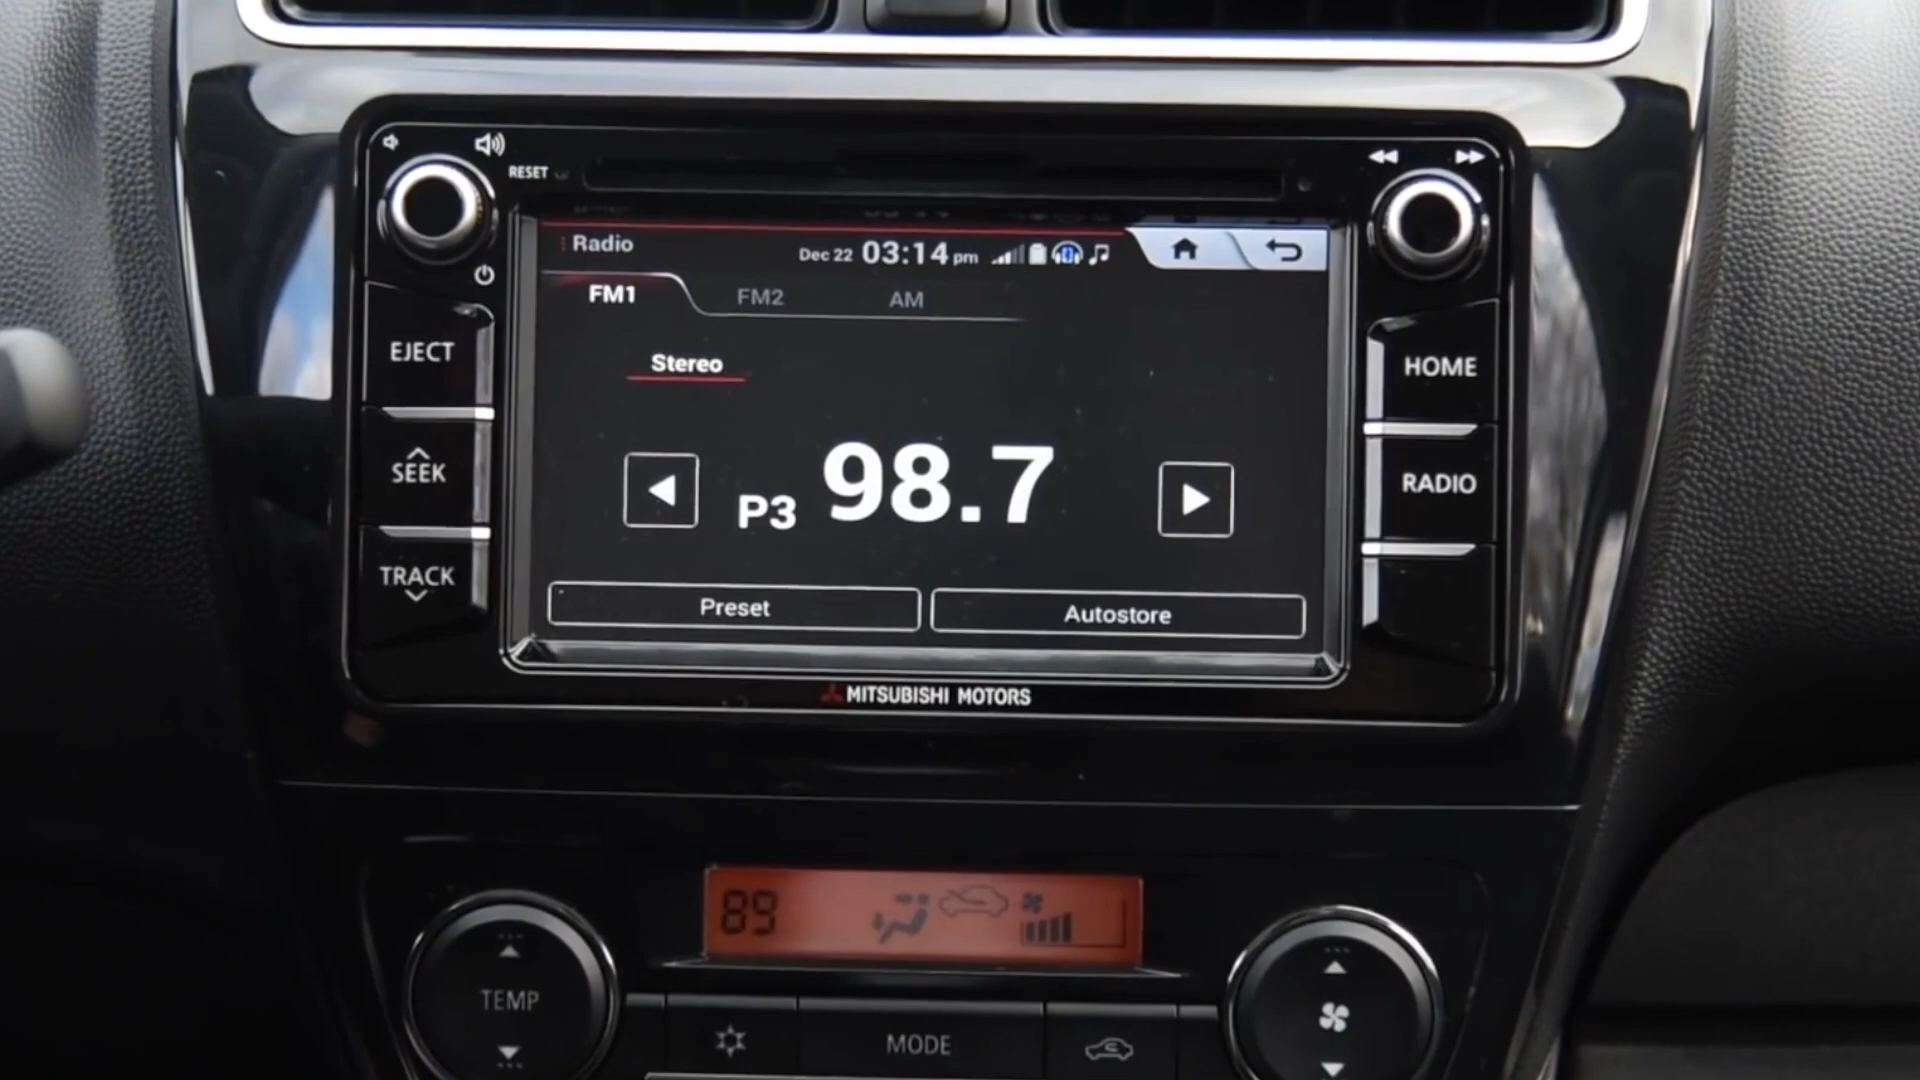 RESET
Radio
Dec 22 03:14 pm
FM1 FM2 AM
EJECT
Stereo
HOME
SEEK
P3 98.7
RADIO
TRACK
Preset Autostore
MITSUBISHI MOTORS
89
TEMP
MODE